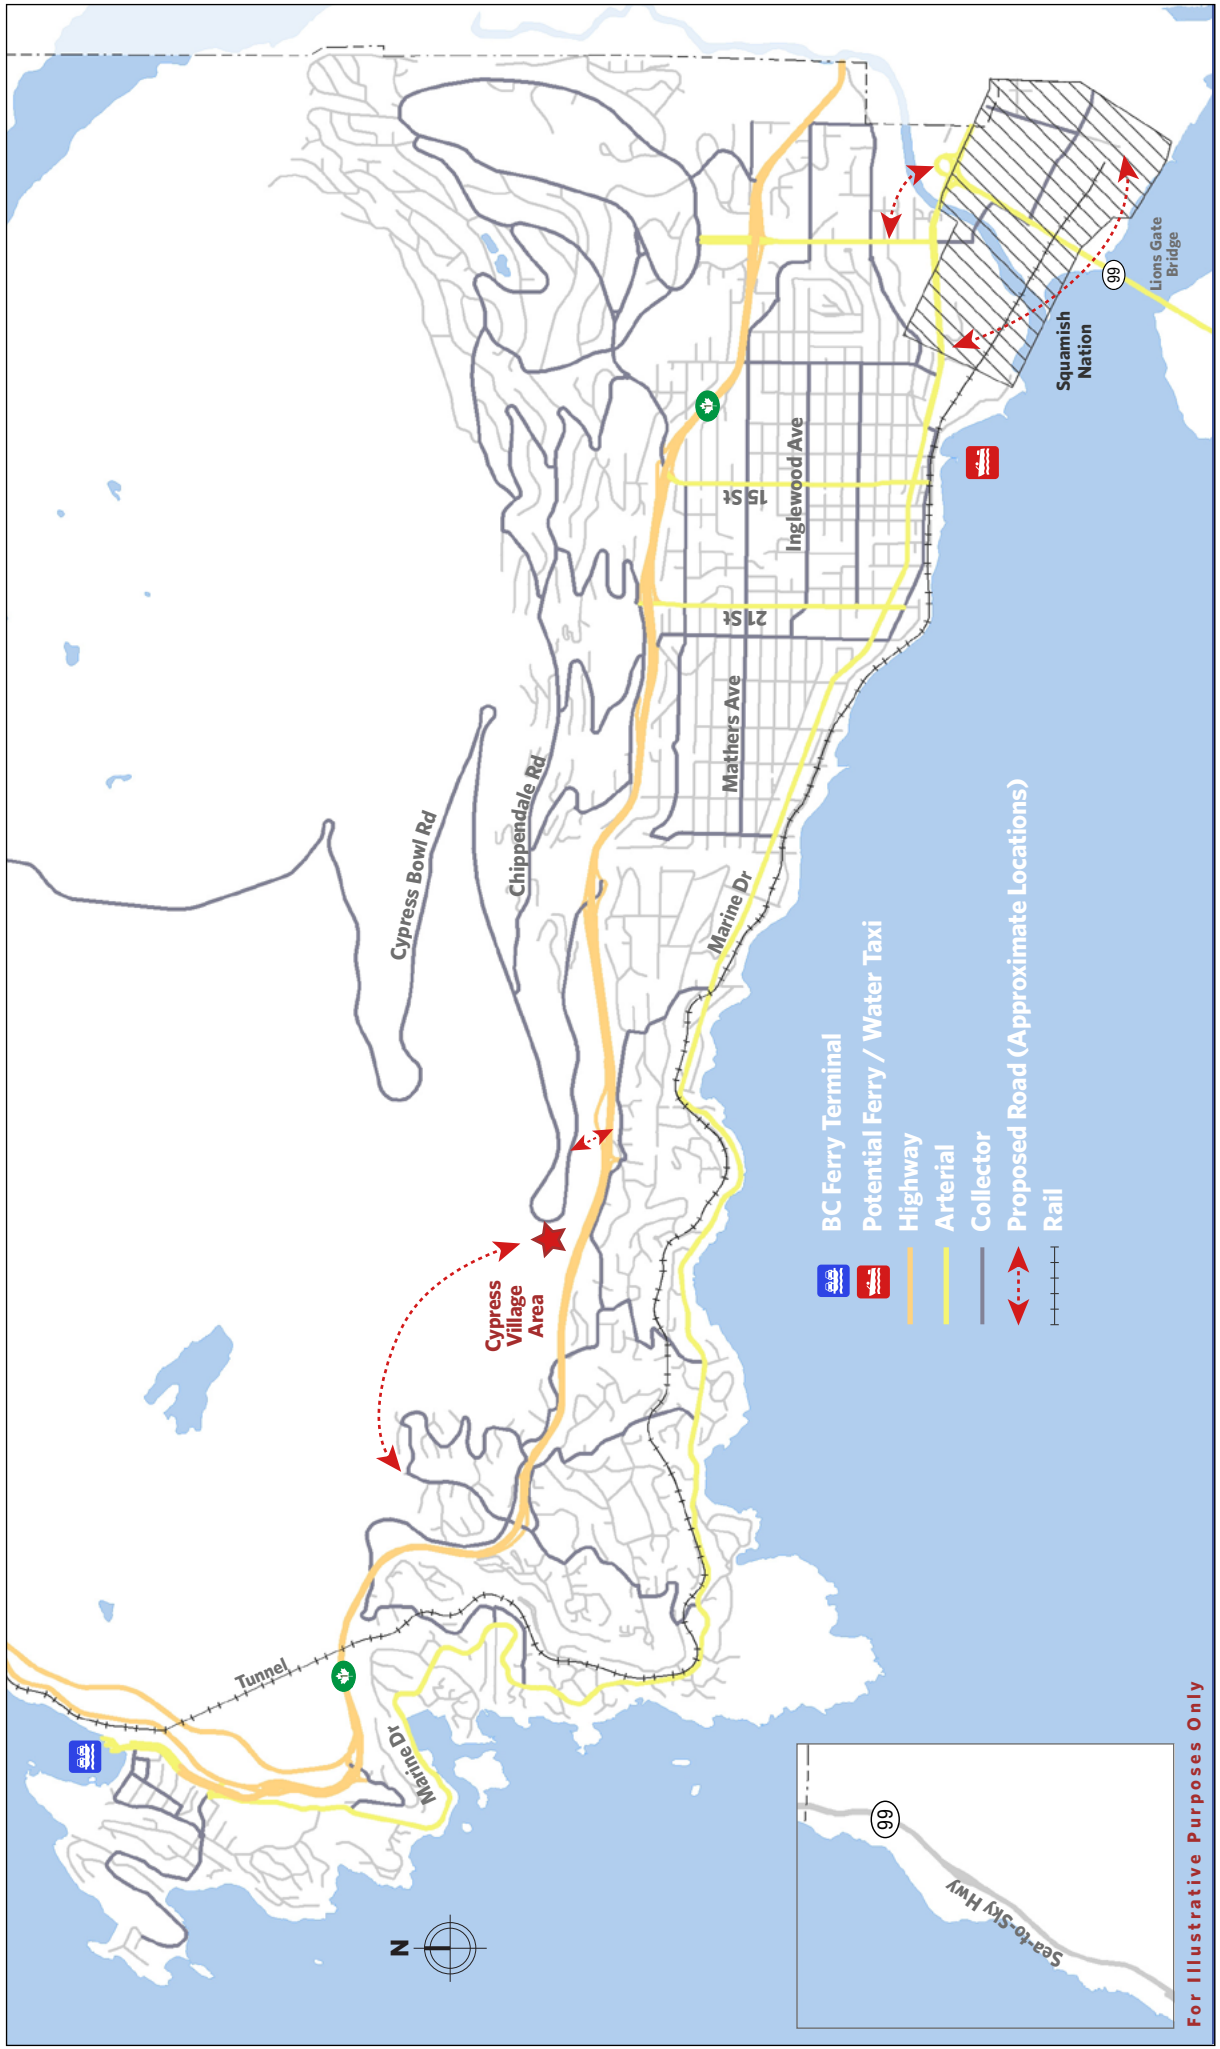 Cypress Bowl Rd
Chippendale Rd
Tunnel
Marine Dr
Cypress
Village
Area
Marine Dr
Mathers Ave
21 St
15 St
Inglewood Ave
Squamish
Nation
99
Lions Gate
Bridge
N
BC Ferry Terminal
Potential Ferry / Water Taxi
Highway
Arterial
Collector
Proposed Road (Approximate Locations)
Rail
99
Sea-to-Sky Hwy
For Illustrative Purposes Only